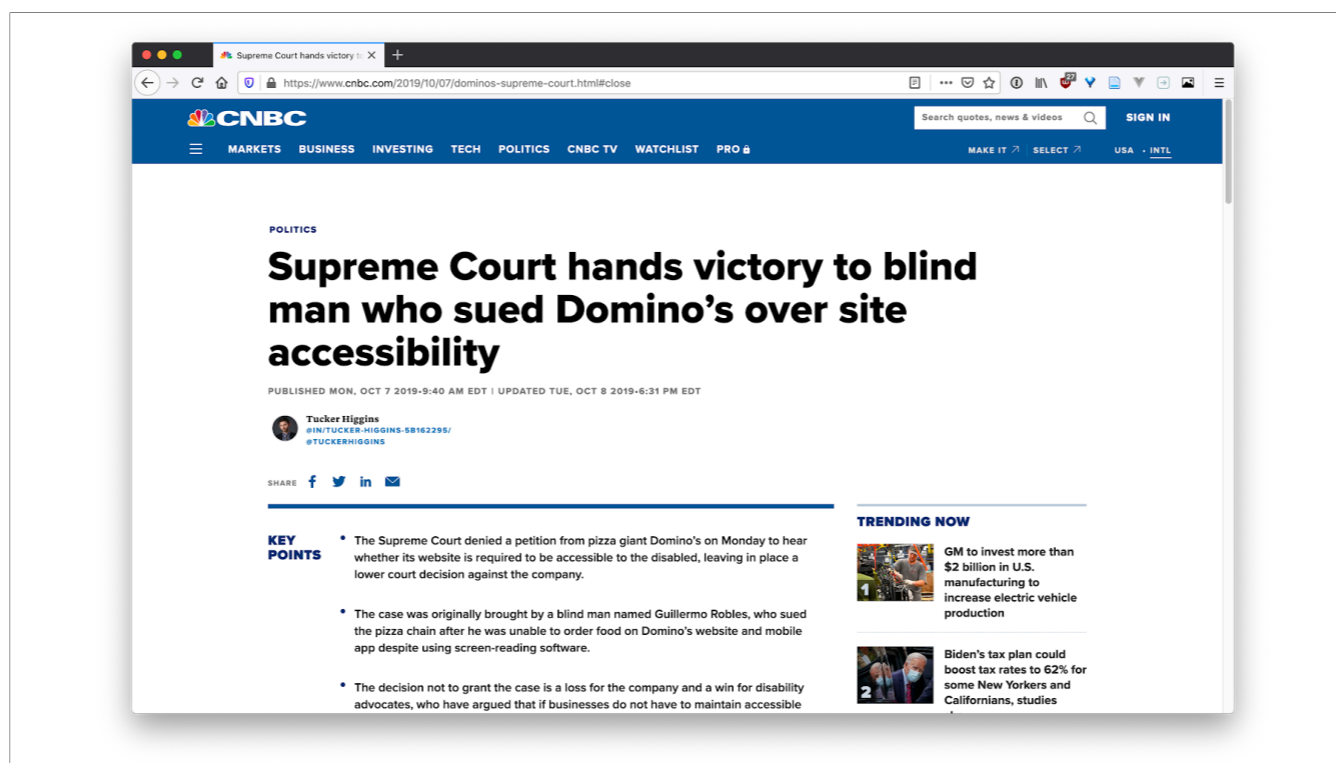 Supreme Court hands victory to
https://www.cnbc.com/2019/10/07/dominos-supreme-court.html#close
27
CNBC
Search quotes, news & videos
SIGN IN
MARKETS BUSINESS INVESTING TECH POLITICS CNBC TV WATCHLIST PRO
MAKE IT SELECT USA • INTL
POLITICS
Supreme Court hands victory to blind
man who sued Domino’s over site
accessibility
PUBLISHED MON, OCT 7 2019•9:40 AM EDT | UPDATED TUE, OCT 8 2019•6:31 PM EDT
Tucker Higgins
@IN/TUCKER-HIGGINS-5B162295/
@TUCKERHIGGINS
SHARE
KEY
POINTS
• The Supreme Court denied a petition from pizza giant Domino’s on Monday to hear
whether its website is required to be accessible to the disabled, leaving in place a
lower court decision against the company.
• The case was originally brought by a blind man named Guillermo Robles, who sued
the pizza chain after he was unable to order food on Domino’s website and mobile
app despite using screen-reading software.
• The decision not to grant the case is a loss for the company and a win for disability
advocates, who have argued that if businesses do not have to maintain accessible
TRENDING NOW
1
GM to invest more than
$2 billion in U.S.
manufacturing to
increase electric vehicle
production
2
Biden’s tax plan could
boost tax rates to 62% for
some New Yorkers and
Californians, studies